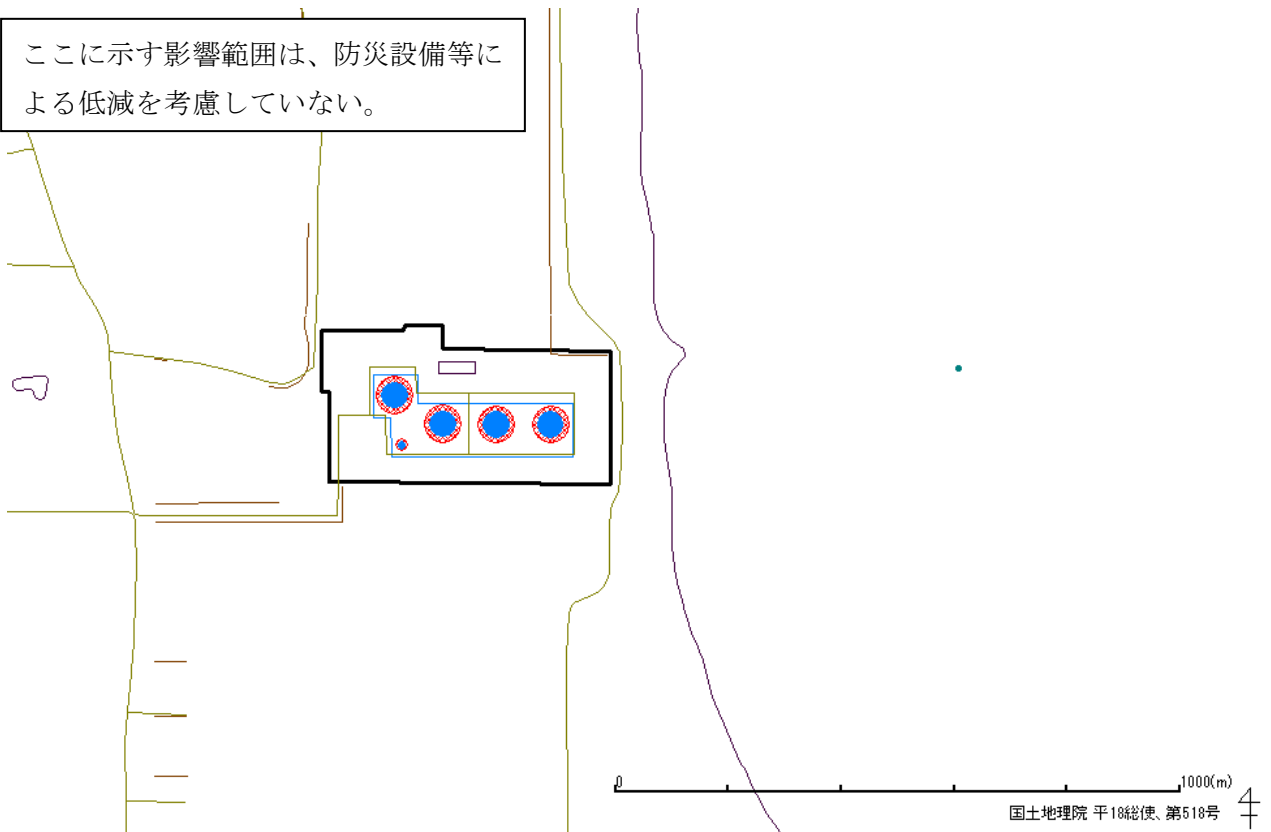 ここに示す影響範囲は、防災設備等に
よる低減を考慮していない。
0
1000(m)
国土地理院 平18総使、第518号